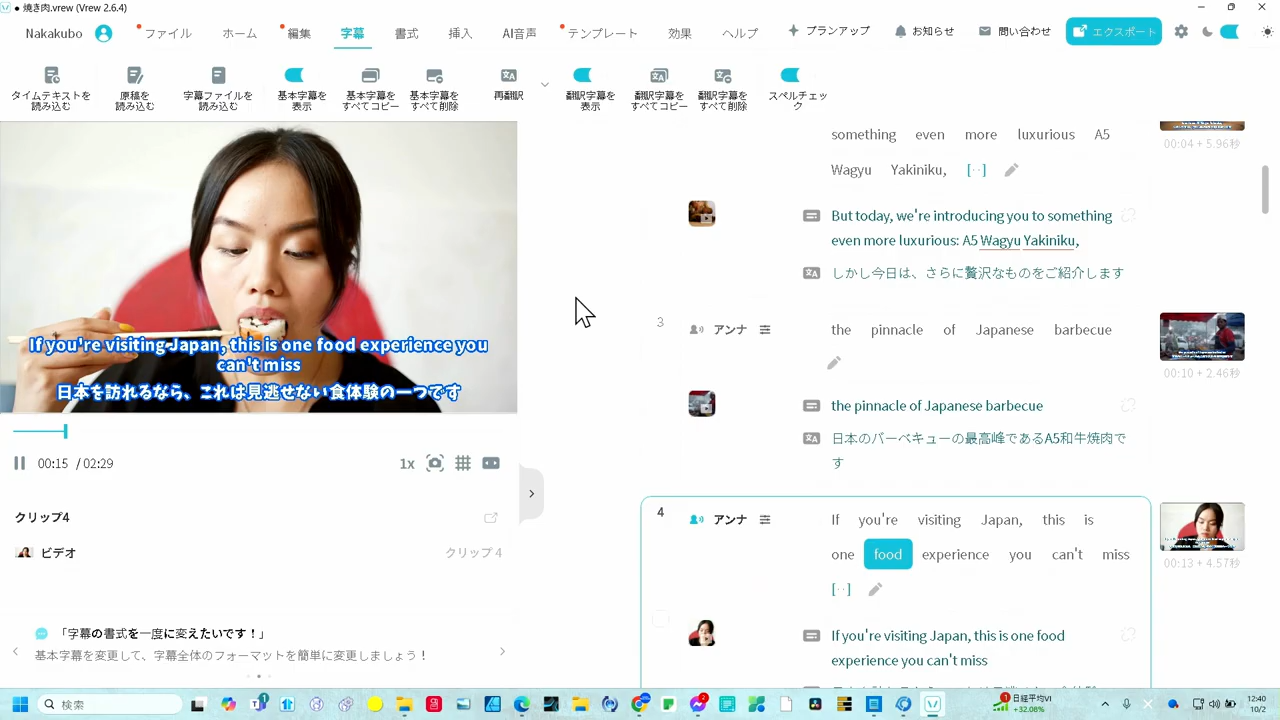 ● 焼き肉.vrew (Vrew 2.6.4)
Nakakubo ファイル ホーム 編集 字幕 書式 挿入 AI音声 テンプレート 効果 ヘルプ プランアップ お知らせ 問い合わせ エクスポート
タイムテキストを読み込む
原稿を読み込む
字幕ファイルを読み込む
基本字幕を表示
基本字幕をすべてコピー
基本字幕をすべて削除
再翻訳
翻訳字幕を表示
翻訳字幕をすべてコピー
翻訳字幕をすべて削除
スペルチェック
If you're visiting Japan, this is one food experience you
can't miss
日本を訪れるなら、これは見逃せない食体験の一つです
00:15 / 02:29
1x
クリップ4
ビデオ クリップ 4
「字幕の書式を一度に変えたいです！」
基本字幕を変更して、字幕全体のフォーマットを簡単に変更しましょう！
something even more luxurious A5
Wagyu Yakiniku, [··]
00:04 + 5.96秒
But today, we're introducing you to something
even more luxurious: A5 Wagyu Yakiniku,
しかし今日は、さらに贅沢なものをご紹介します
3 アンナ the pinnacle of Japanese barbecue
00:10 + 2.46秒
the pinnacle of Japanese barbecue
日本のバーベキューの最高峰であるA5和牛焼肉で
す
4 アンナ If you're visiting Japan, this is
one food experience you can't miss
[··]
00:13 + 4.57秒
If you're visiting Japan, this is one food
experience you can't miss
検索
日経平均VI
+32.08%
12:40
10/2